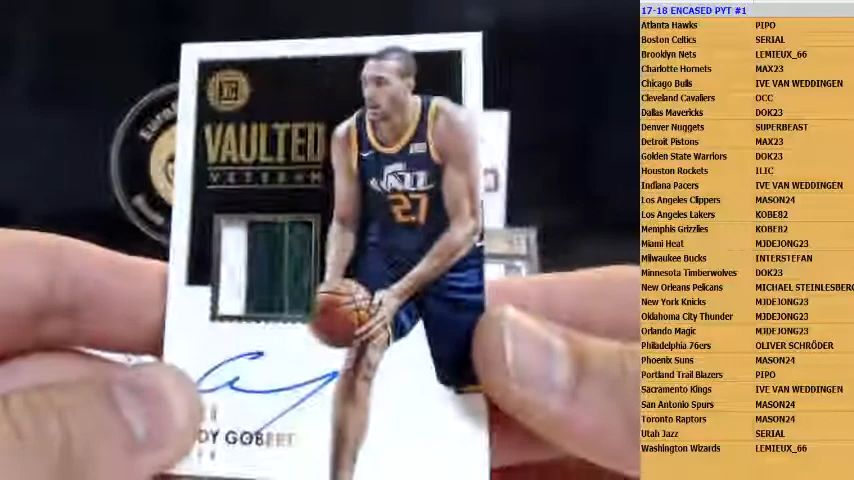 17-18 ENCASED PYT #1
Atlanta Hawks PIPO
Boston Celtics SERIAL
Brooklyn Nets LEMIEUX_66
Charlotte Hornets MAX23
Chicago Bulls IVE VAN WEDDINGEN
Cleveland Cavaliers OCC
Dallas Mavericks DOK23
Denver Nuggets SUPERBEAST
Detroit Pistons MAX23
Golden State Warriors DOK23
Houston Rockets ILIC
Indiana Pacers IVE VAN WEDDINGEN
Los Angeles Clippers MASON24
Los Angeles Lakers KOBE82
Memphis Grizzlies KOBE82
Miami Heat MJDEJONG23
Milwaukee Bucks INTERSTEFAN
Minnesota Timberwolves DOK23
New Orleans Pelicans MICHAEL STEINLESBERG
New York Knicks MJDEJONG23
Oklahoma City Thunder MJDEJONG23
Orlando Magic MJDEJONG23
Philadelphia 76ers OLIVER SCHRÖDER
Phoenix Suns MASON24
Portland Trail Blazers PIPO
Sacramento Kings IVE VAN WEDDINGEN
San Antonio Spurs MASON24
Toronto Raptors MASON24
Utah Jazz SERIAL
Washington Wizards LEMIEUX_66
VAULTED
VETERAN
27
DY GOBERT